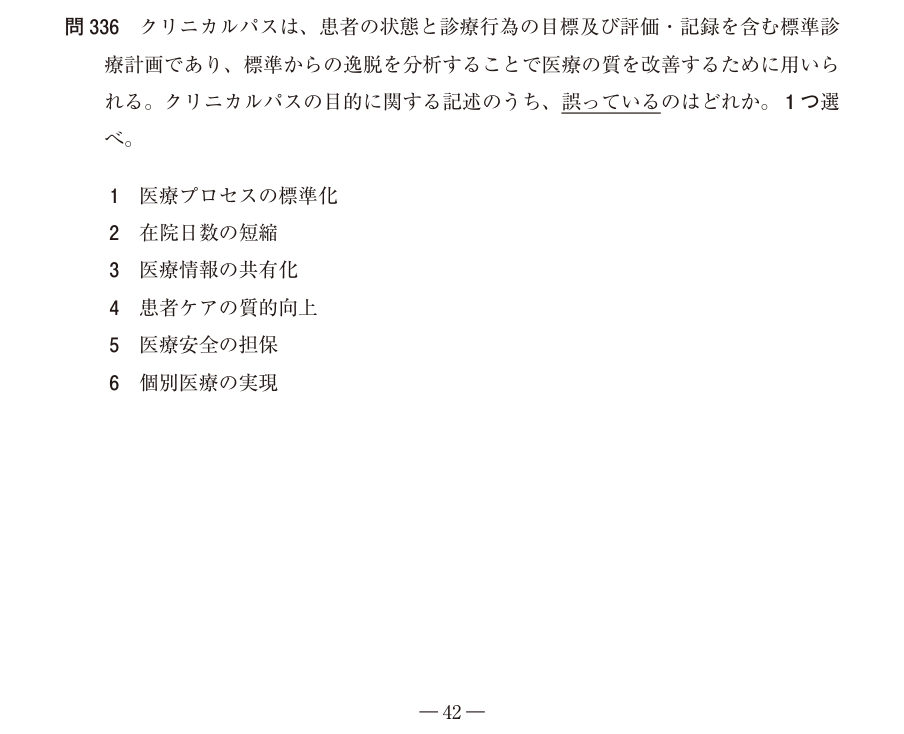 問 336 クリニカルパスは、患者の状態と診療行為の目標及び評価・記録を含む標準診
療計画であり、標準からの逸脱を分析することで医療の質を改善するために用いら
れる。クリニカルパスの目的に関する記述のうち、誤っているのはどれか。1つ選
べ。
1 医療プロセスの標準化
2 在院日数の短縮
3 医療情報の共有化
4 患者ケアの質的向上
5 医療安全の担保
6 個別医療の実現
— 42 —